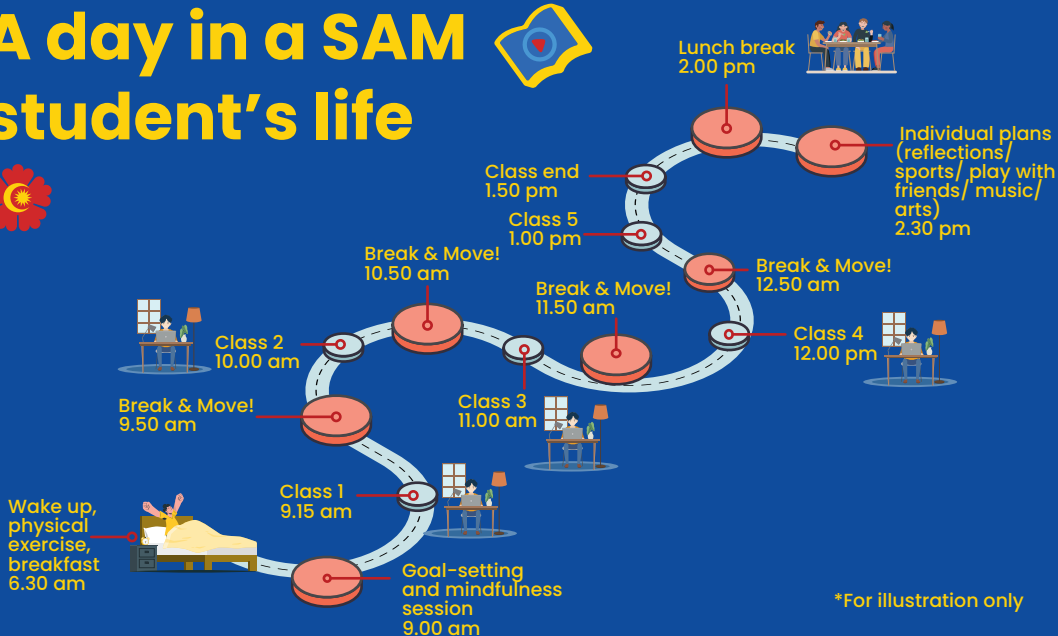 A day in a SAM
student's life
Wake up,
physical
exercise,
breakfast
6.30 am
Goal-setting
and mindfulness
session
9.00 am
Class 1
9.15 am
Break & Move!
9.50 am
Class 2
10.00 am
Break & Move!
10.50 am
Class 3
11.00 am
Break & Move!
11.50 am
Class 4
12.00 pm
Break & Move!
12.50 am
Class 5
1.00 pm
Class end
1.50 pm
Lunch break
2.00 pm
Individual plans
(reflections/
sports/ play with
friends/ music/
arts)
2.30 pm
*For illustration only